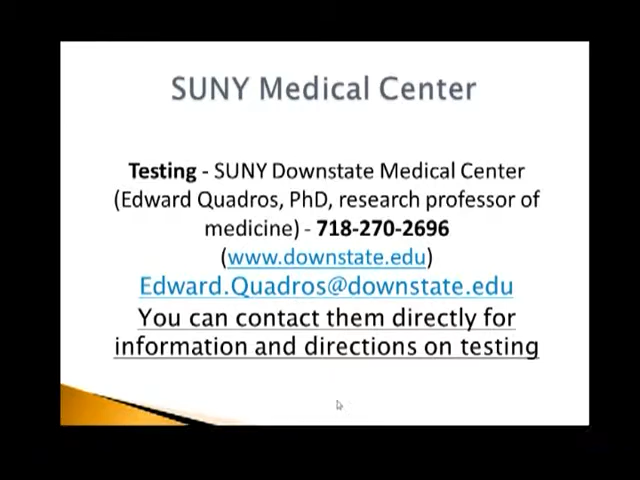 SUNY Medical Center
Testing - SUNY Downstate Medical Center
(Edward Quadros, PhD, research professor of
medicine) - 718-270-2696
(www.downstate.edu)
Edward.Quadros@downstate.edu
You can contact them directly for
information and directions on testing